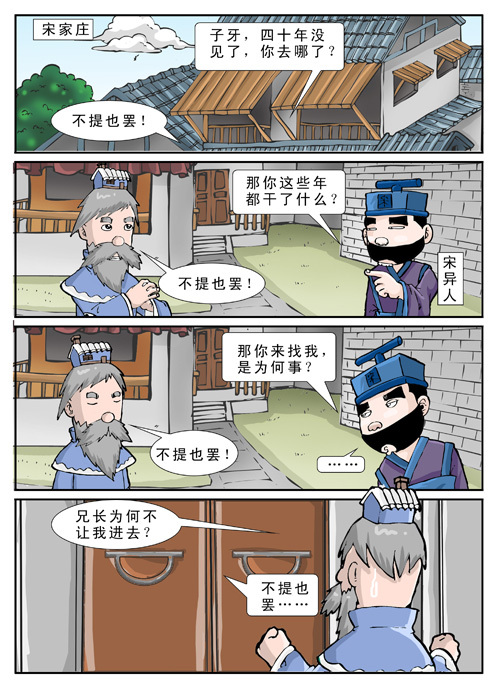 宋家庄
子牙，四十年没
见了，你去哪了？
不提也罢！
那你这些年
都干了什么？
不提也罢！
宋异人
那你来找我，
是为何事？
不提也罢！
……
兄长为何不
让我进去？
不提也
罢……